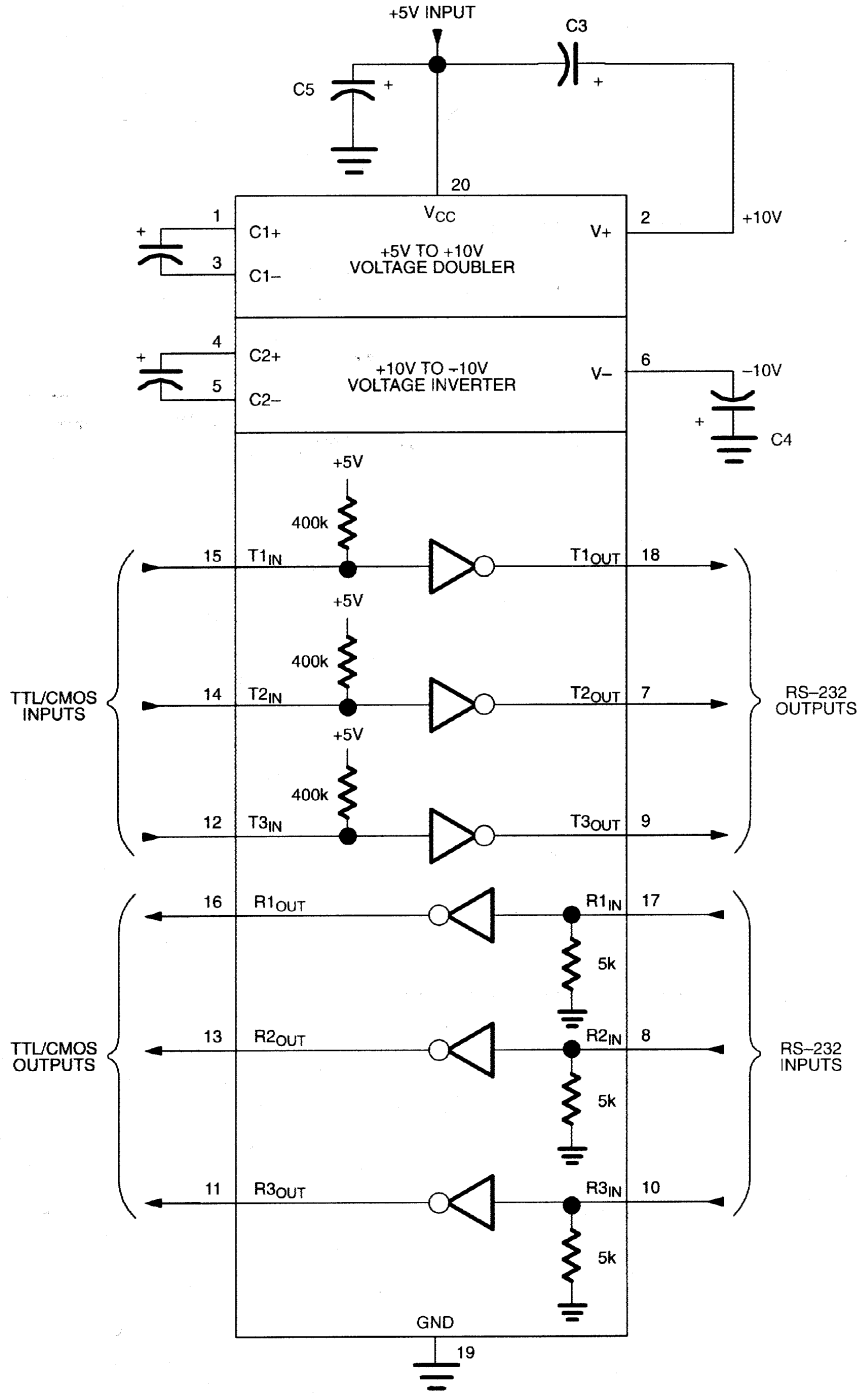 +5V INPUT
C3
C5
+
+
20
VCC
1
C1+
2
V+
+10V
+
+5V TO +10V
VOLTAGE DOUBLER
3
C1–
4
C2+
+
+10V TO –10V
VOLTAGE INVERTER
6
V–
–10V
5
C2–
+
C4
+5V
400k
15
T1IN
T1OUT
18
+5V
400k
TTL/CMOS
INPUTS
14
T2IN
T2OUT
7
RS–232
OUTPUTS
+5V
400k
12
T3IN
T3OUT
9
16
R1OUT
R1IN
17
5k
TTL/CMOS
OUTPUTS
13
R2OUT
R2IN
8
RS–232
INPUTS
5k
11
R3OUT
R3IN
10
5k
GND
19